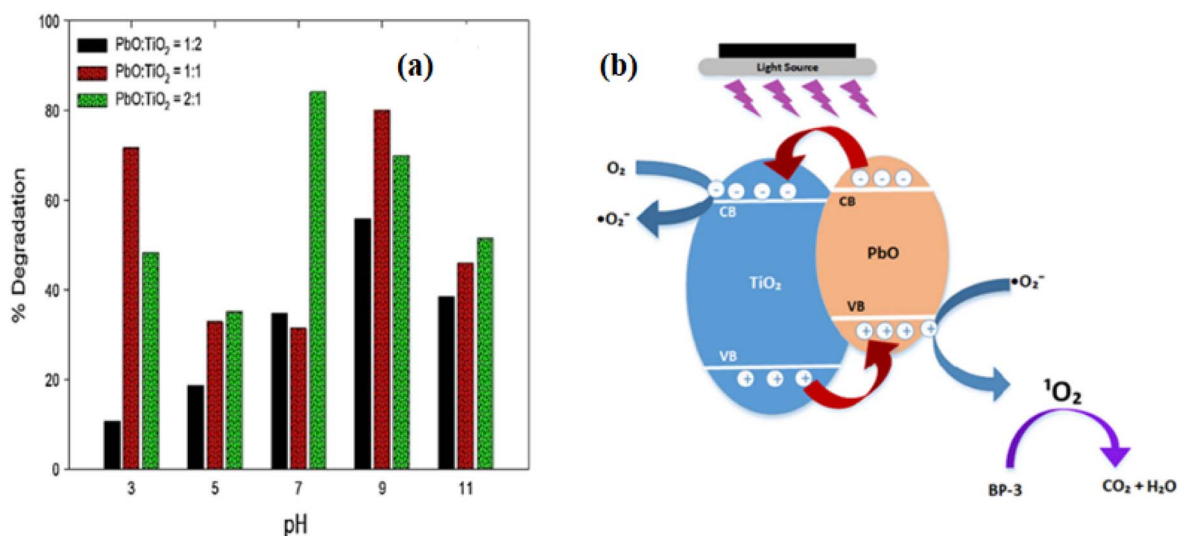 (a)
PbO:TiO₂ = 1:2
PbO:TiO₂ = 1:1
PbO:TiO₂ = 2:1
% Degradation
100
80
60
40
20
0
3 5 7 9 11
pH
(b)
Light Source
O₂
•O₂⁻
CB
TiO₂
VB
CB
PbO
VB
•O₂⁻
¹O₂
BP-3
CO₂ + H₂O